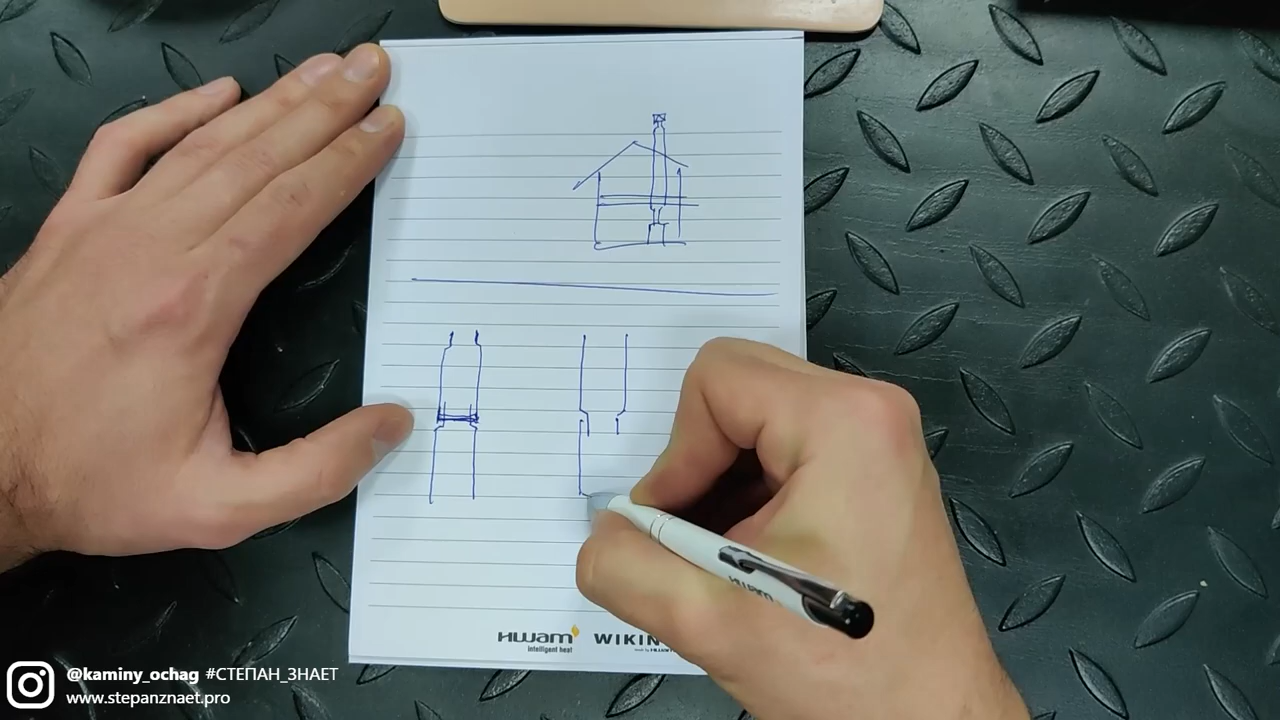 HWAM WIKIN
intelligent heat
@kaminy_ochag #СТЕПАН_ЗНАЕТ
www.stepanznaet.pro